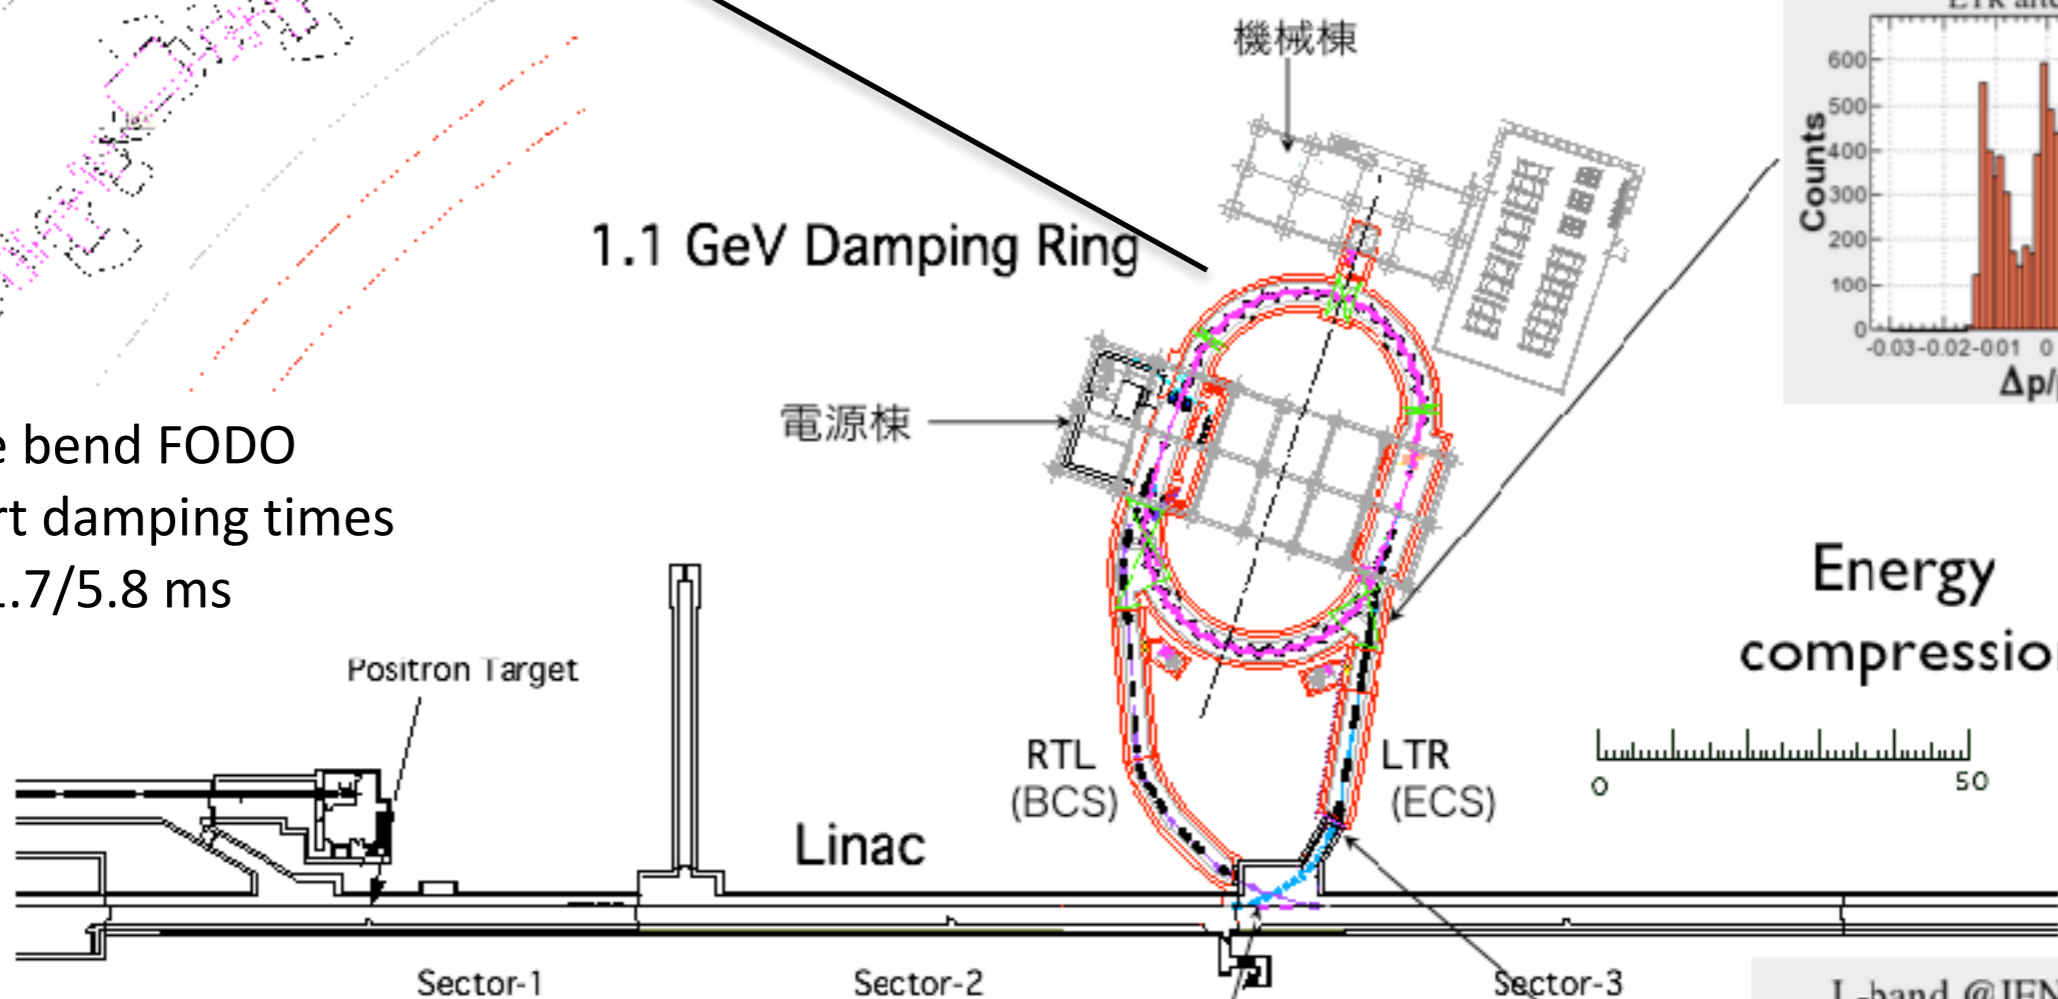 機械棟
600
500
400
300
200
100
0
Counts
-0.03 -0.02 -0.01 0
Δp/
1.1 GeV Damping Ring
電源棟
bend FODO
damping times
1.7/5.8 ms
Positron Target
Energy
RTL
(BCS)
LTR
(ECS)
0
50
Linac
Sector-1
Sector-2
Sector-3
L-band